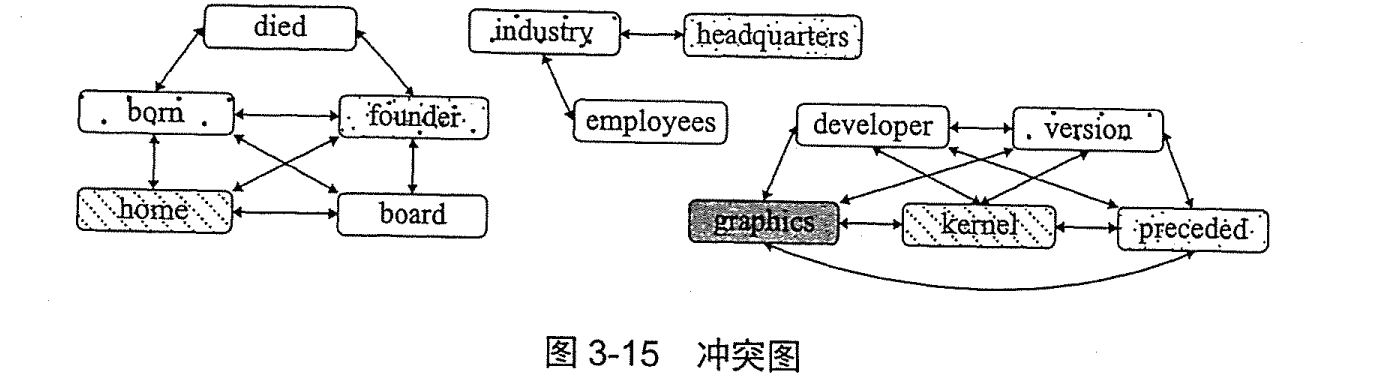 died
industry
headquarters
born
founder
employees
developer
version
home
board
graphics
kernel
preceded
图 3-15 冲突图